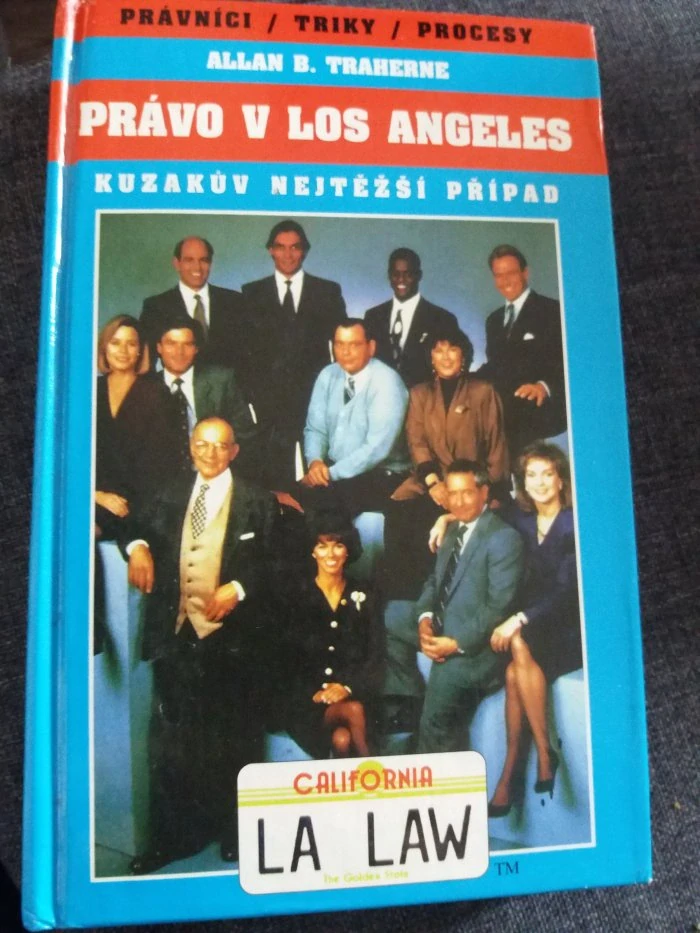 PRÁVNÍCI / TRIKY / PROCESY
ALLAN B. TRAHERNE
PRÁVO V LOS ANGELES
KUZAKŮV NEJTĚŽŠÍ PŘÍPAD
CALIFORNIA
LA LAW
The Golden State
TM